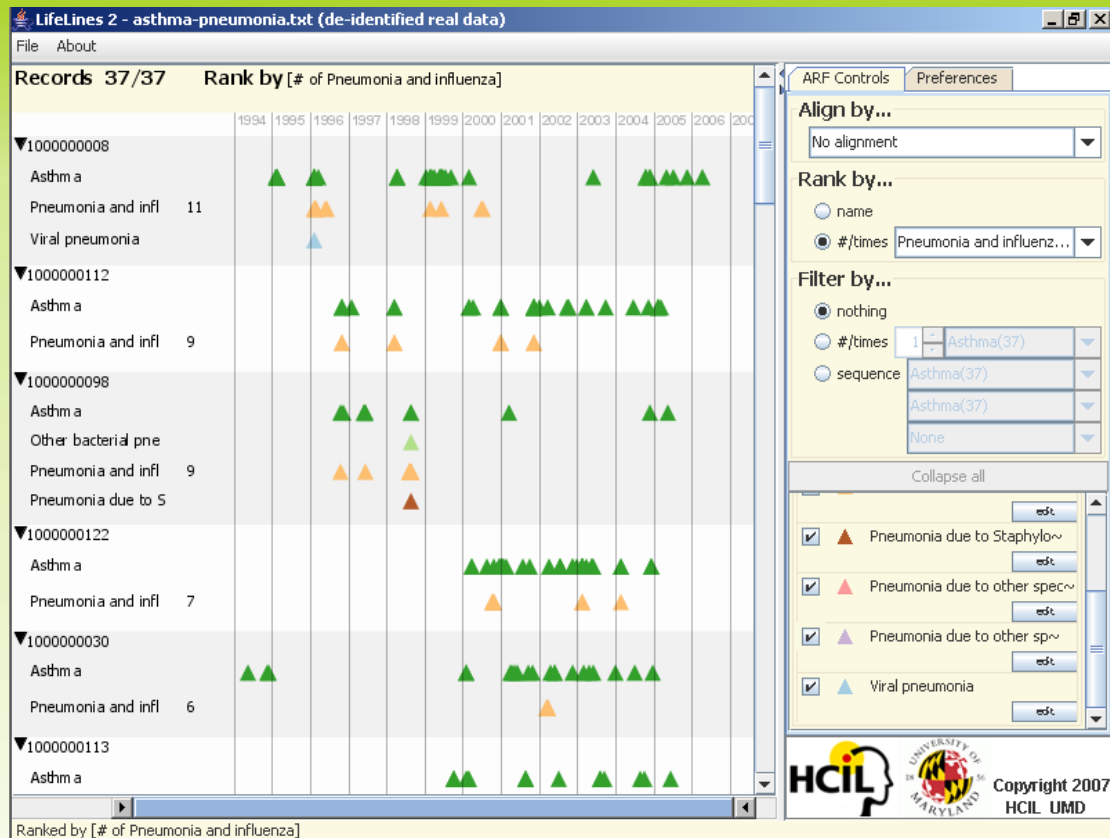 LifeLines 2 - asthma-pneumonia.txt (de-identified real data)
File About
Records 37/37 Rank by [# of Pneumonia and influenza]
1994 1995 1996 1997 1998 1999 2000 2001 2002 2003 2004 2005 2006 200
1000000008
Asthma
Pneumonia and infl 11
Viral pneumonia
1000000112
Asthma
Pneumonia and infl 9
1000000098
Asthma
Other bacterial pne
Pneumonia and infl 9
Pneumonia due to S
1000000122
Asthma
Pneumonia and infl 7
1000000030
Asthma
Pneumonia and infl 6
1000000113
Asthma
Ranked by [# of Pneumonia and influenza]
ARF Controls Preferences
Align by...
No alignment
Rank by...
name
#/times Pneumonia and influenz...
Filter by...
nothing
#/times 1 Asthma(37)
sequence Asthma(37)
Asthma(37)
None
Collapse all
edit
Pneumonia due to Staphylo~
edit
Pneumonia due to other spec~
edit
Pneumonia due to other sp~
edit
Viral pneumonia
edit
HCIL
UNIVERSITY OF
18 56
MARYLAND
Copyright 2007
HCIL UMD